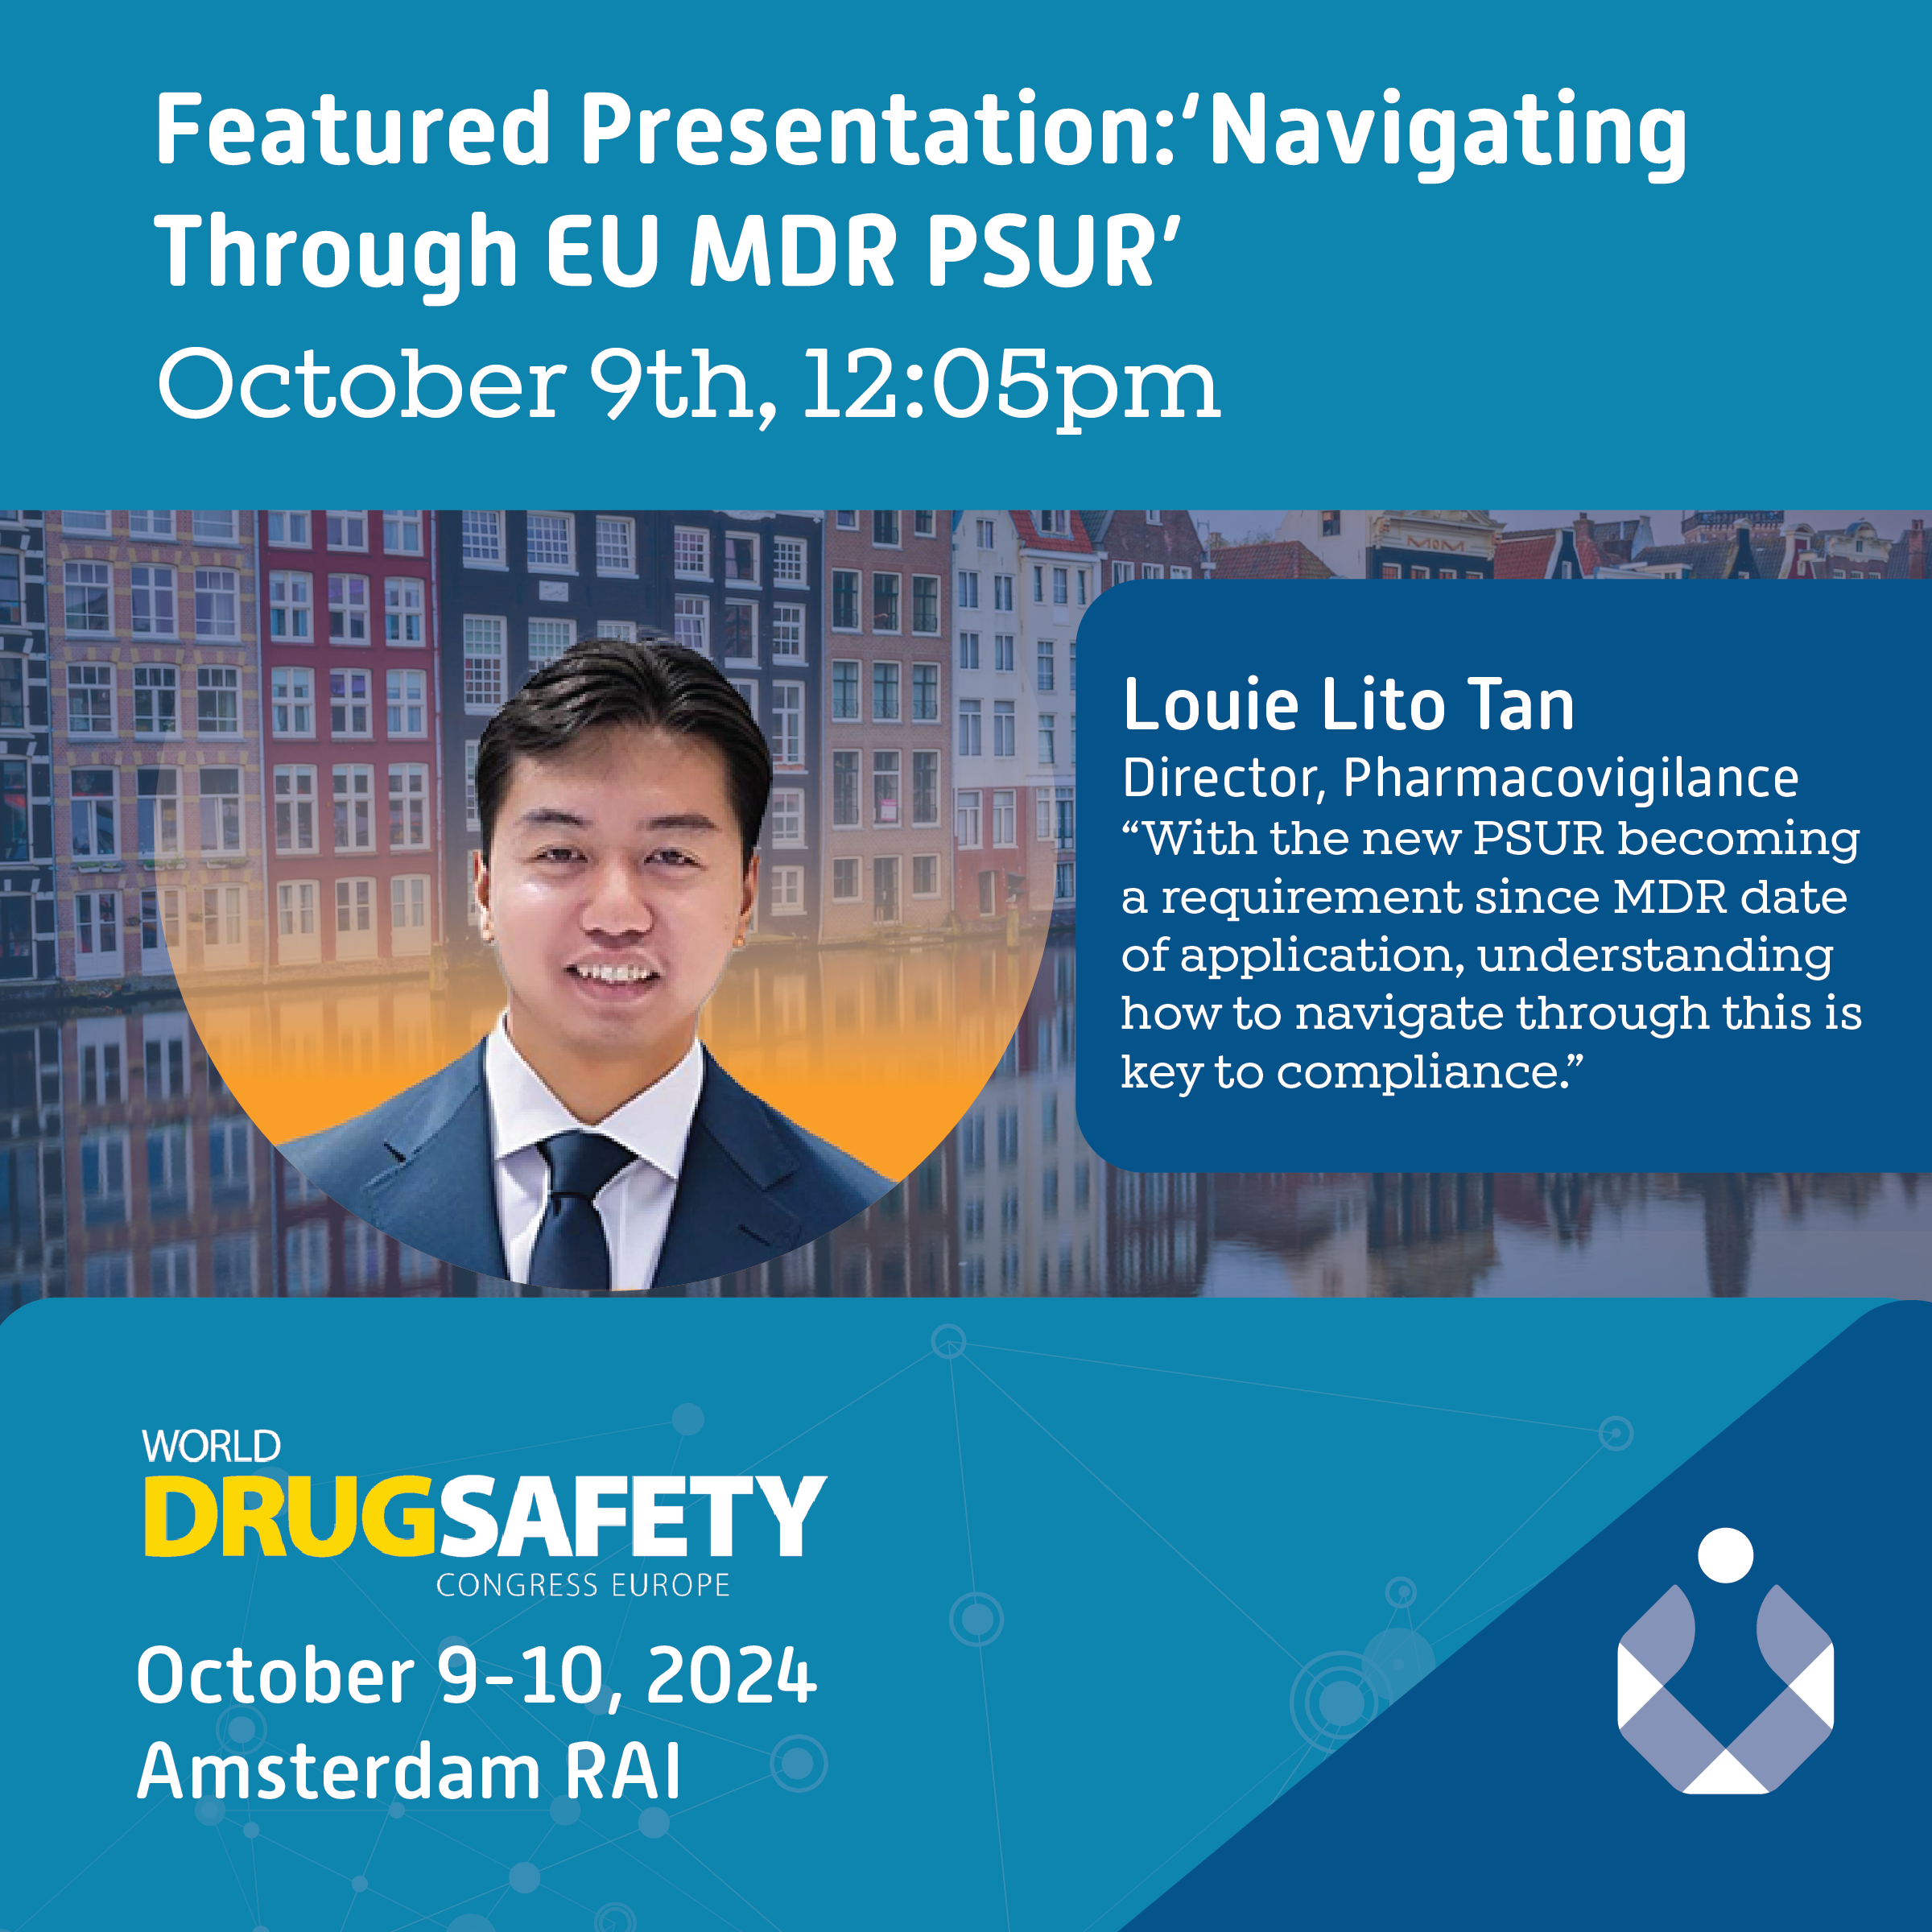 Featured Presentation:‘Navigating
Through EU MDR PSUR’
October 9th, 12:05pm
MOM
Louie Lito Tan
Director, Pharmacovigilance
“With the new PSUR becoming
a requirement since MDR date
of application, understanding
how to navigate through this is
key to compliance.”
WORLD
DRUGSAFETY
CONGRESS EUROPE
October 9-10, 2024
Amsterdam RAI